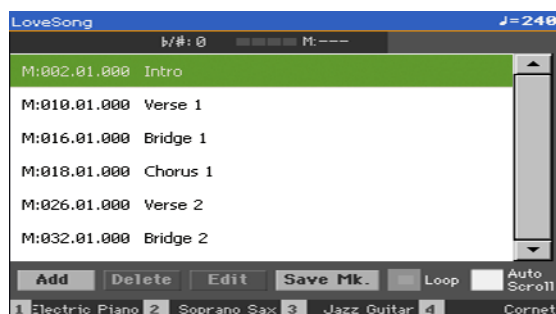 LoveSong ♩=240
♭/#: 0 M:---
M:002.01.000 Intro
M:010.01.000 Verse 1
M:016.01.000 Bridge 1
M:018.01.000 Chorus 1
M:026.01.000 Verse 2
M:032.01.000 Bridge 2
Add Delete Edit Save Mk. Loop Auto Scroll
1 Electric Piano 2 Soprano Sax 3 Jazz Guitar 4 Cornet